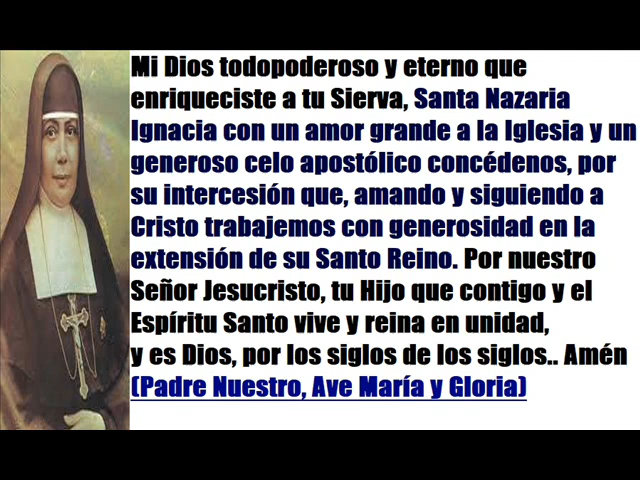 Mi Dios todopoderoso y eterno que
enriqueciste a tu Sierva, Santa Nazaria
Ignacia con un amor grande a la Iglesia y un
generoso celo apostólico concédenos, por
su intercesión que, amando y siguiendo a
Cristo trabajemos con generosidad en la
extensión de su Santo Reino. Por nuestro
Señor Jesucristo, tu Hijo que contigo y el
Espíritu Santo vive y reina en unidad,
y es Dios, por los siglos de los siglos.. Amén
(Padre Nuestro, Ave María y Gloria)